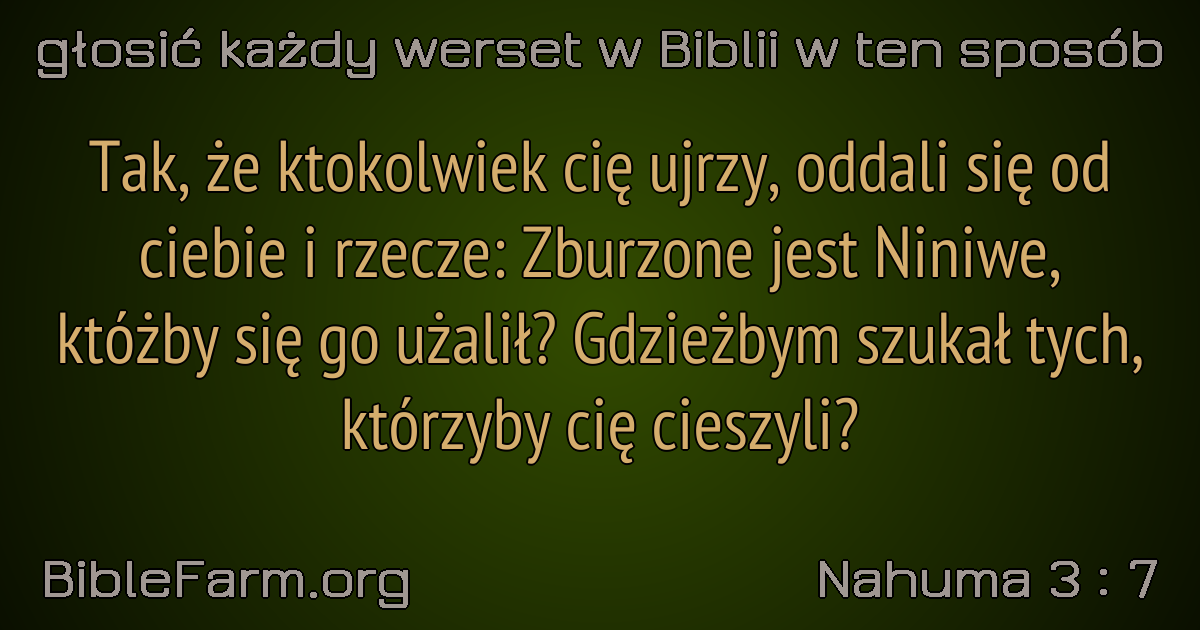 głosić każdy werset w Biblii w ten sposób
Tak, że ktokolwiek cię ujrzy, oddali się od
ciebie i rzecze: Zburzone jest Niniwe,
któżby się go użalił? Gdzieżbym szukał tych,
którzyby cię cieszyli?
BibleFarm.org
Nahuma 3 : 7